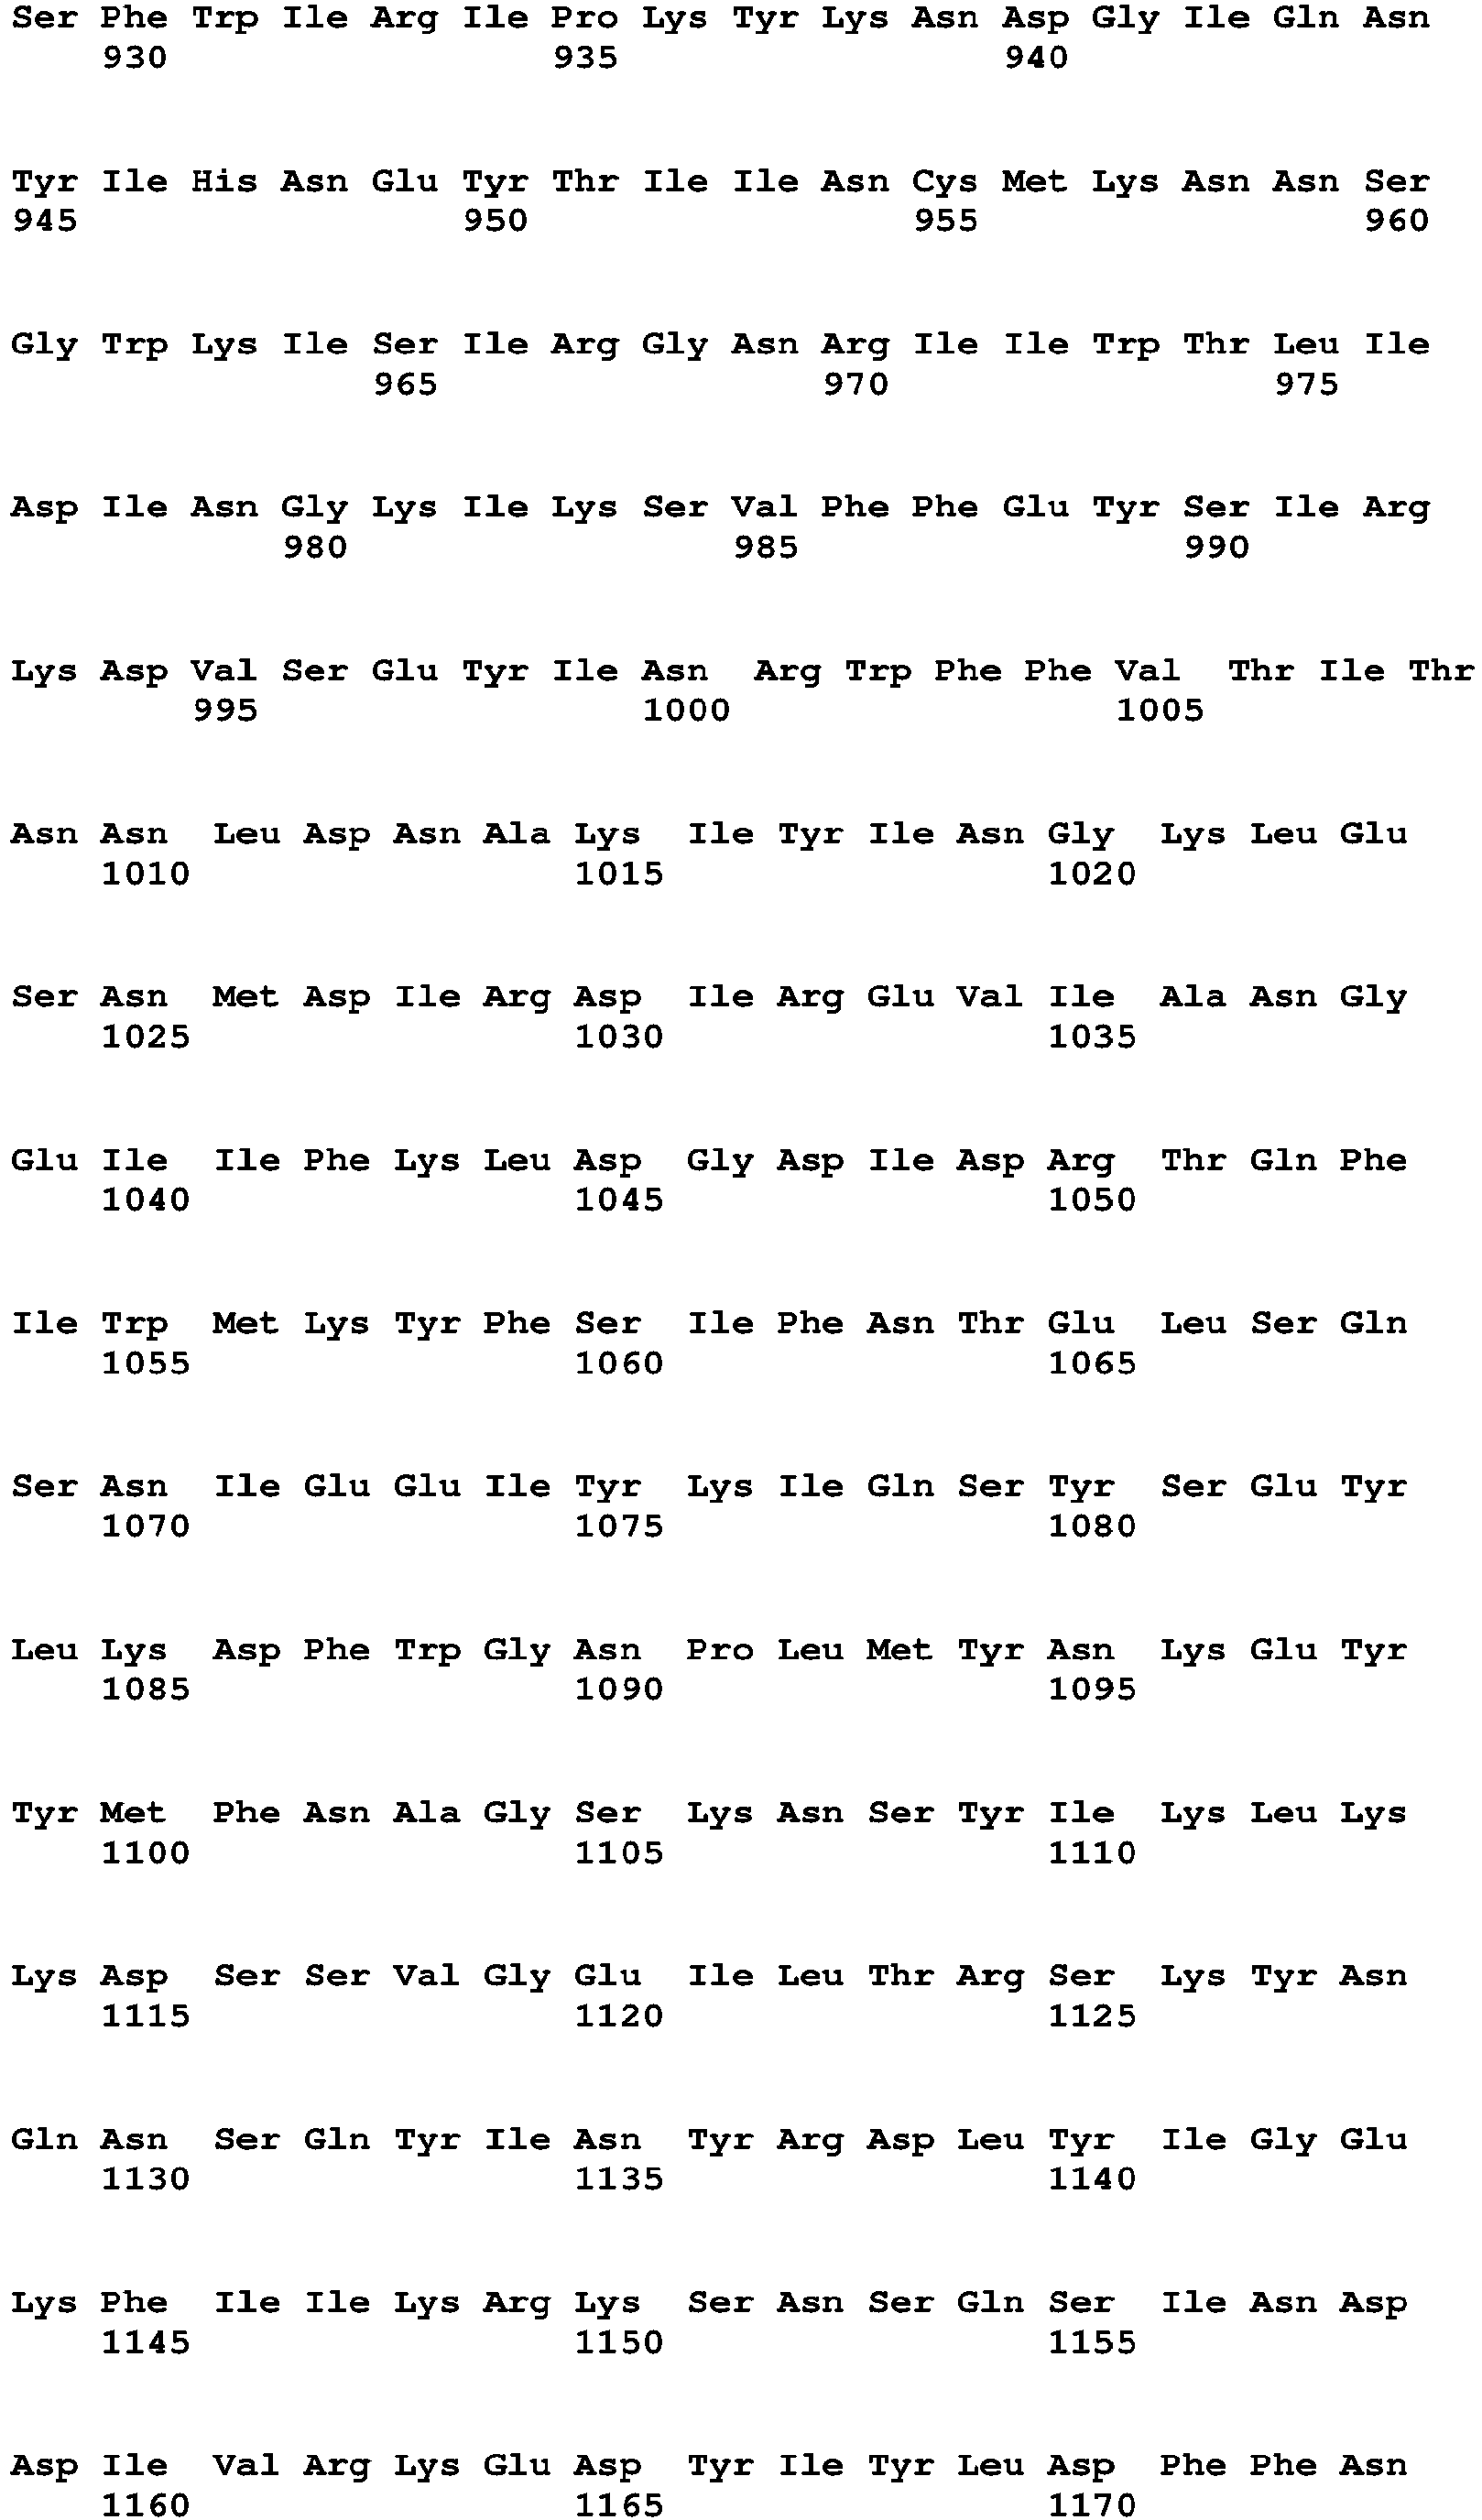 Ser Phe Trp Ile Arg Ile Pro Lys Tyr Lys Asn Asp Gly Ile Gln Asn
930 935 940
Tyr Ile His Asn Glu Tyr Thr Ile Ile Asn Cys Met Lys Asn Asn Ser
945 950 955 960
Gly Trp Lys Ile Ser Ile Arg Gly Asn Arg Ile Ile Trp Thr Leu Ile
965 970 975
Asp Ile Asn Gly Lys Ile Lys Ser Val Phe Phe Glu Tyr Ser Ile Arg
980 985 990
Lys Asp Val Ser Glu Tyr Ile Asn Arg Trp Phe Phe Val Thr Ile Thr
995 1000 1005
Asn Asn Leu Asp Asn Ala Lys Ile Tyr Ile Asn Gly Lys Leu Glu
1010 1015 1020
Ser Asn Met Asp Ile Arg Asp Ile Arg Glu Val Ile Ala Asn Gly
1025 1030 1035
Glu Ile Ile Phe Lys Leu Asp Gly Asp Ile Asp Arg Thr Gln Phe
1040 1045 1050
Ile Trp Met Lys Tyr Phe Ser Ile Phe Asn Thr Glu Leu Ser Gln
1055 1060 1065
Ser Asn Ile Glu Glu Ile Tyr Lys Ile Gln Ser Tyr Ser Glu Tyr
1070 1075 1080
Leu Lys Asp Phe Trp Gly Asn Pro Leu Met Tyr Asn Lys Glu Tyr
1085 1090 1095
Tyr Met Phe Asn Ala Gly Ser Lys Asn Ser Tyr Ile Lys Leu Lys
1100 1105 1110
Lys Asp Ser Ser Val Gly Glu Ile Leu Thr Arg Ser Lys Tyr Asn
1115 1120 1125
Gln Asn Ser Gln Tyr Ile Asn Tyr Arg Asp Leu Tyr Ile Gly Glu
1130 1135 1140
Lys Phe Ile Ile Lys Arg Lys Ser Asn Ser Gln Ser Ile Asn Asp
1145 1150 1155
Asp Ile Val Arg Lys Glu Asp Tyr Ile Tyr Leu Asp Phe Phe Asn
1160 1165 1170